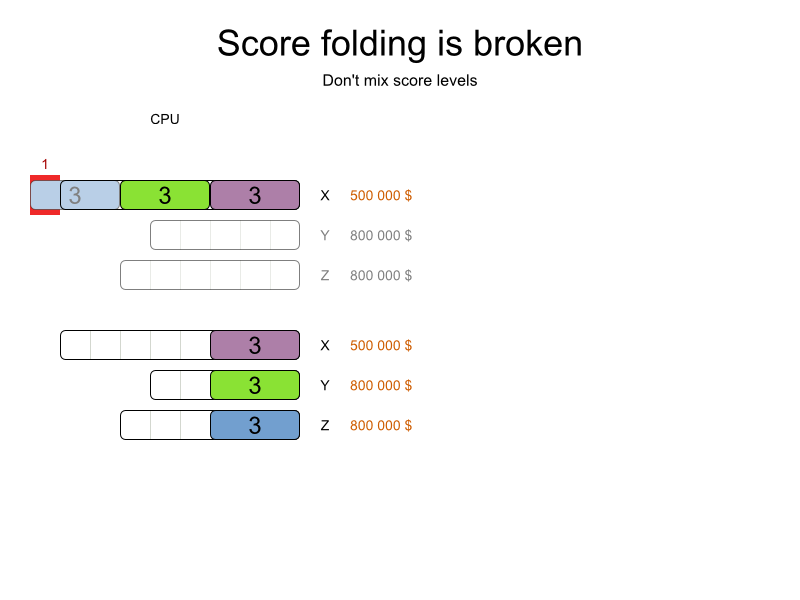 Score folding is broken
Don't mix score levels
CPU
1
3 3 3 X 500 000 $
Y 800 000 $
Z 800 000 $
3 X 500 000 $
3 Y 800 000 $
3 Z 800 000 $